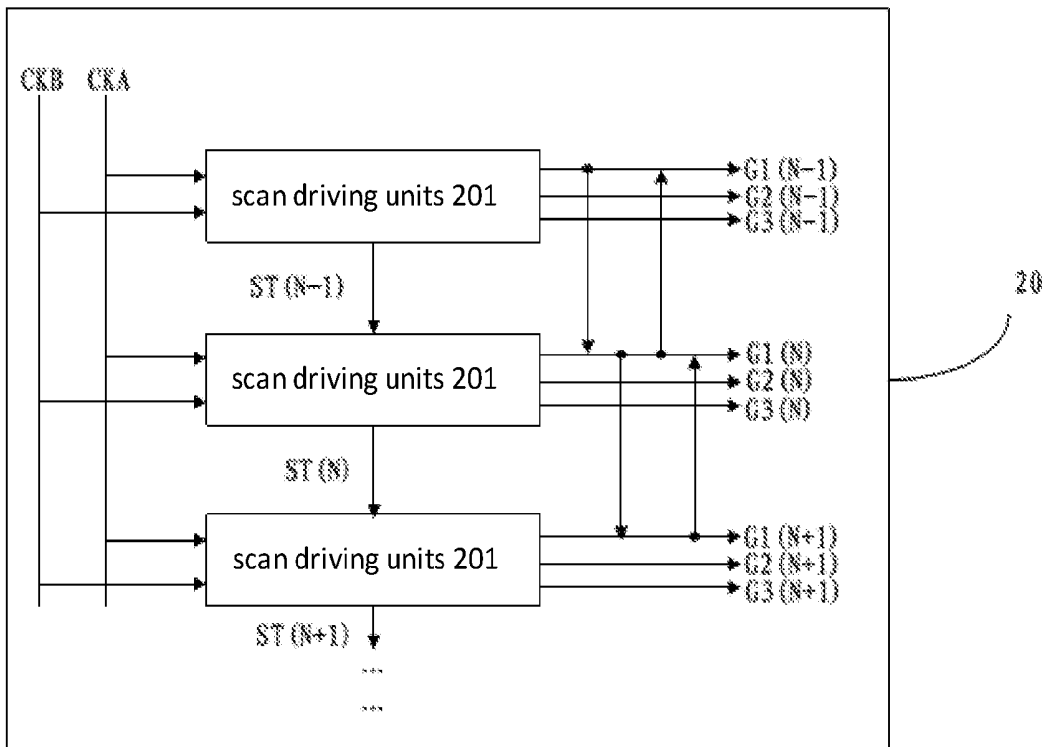 CKB CKA
scan driving units 201
G1 (N-1)
G2 (N-1)
G3 (N-1)
ST (N-1)
20
scan driving units 201
G1 (N)
G2 (N)
G3 (N)
ST (N)
scan driving units 201
G1 (N+1)
G2 (N+1)
G3 (N+1)
ST (N+1)
...
...